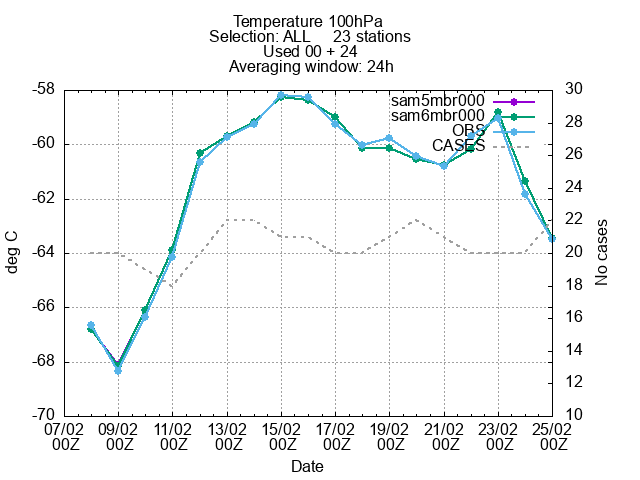 Temperature 100hPa
Selection: ALL 23 stations
Used 00 + 24
Averaging window: 24h
sam5mbr000
sam6mbr000
OBS
CASES
-58
-60
-62
-64
-66
-68
-70
30
28
26
24
22
20
18
16
14
12
10
deg C
No cases
07/02 09/02 11/02 13/02 15/02 17/02 19/02 21/02 23/02 25/02
00Z 00Z 00Z 00Z 00Z 00Z 00Z 00Z 00Z 00Z
Date